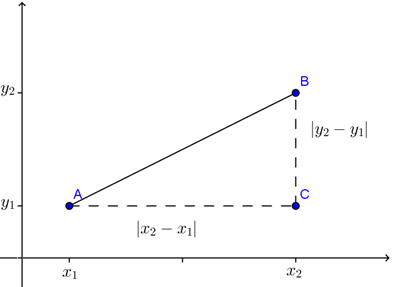 y₂
B
|y₂ − y₁|
y₁
A
C
|x₂ − x₁|
x₁
x₂